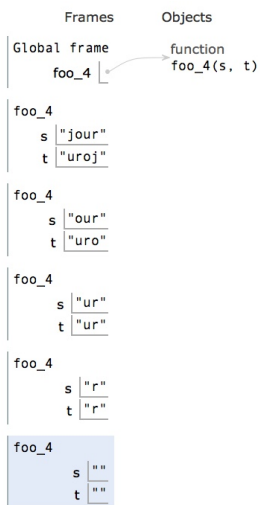 Frames Objects
Global frame
foo_4
function
foo_4(s, t)
foo_4
s "jour"
t "uroj"
foo_4
s "our"
t "uro"
foo_4
s "ur"
t "ur"
foo_4
s "r"
t "r"
foo_4
s ""
t ""